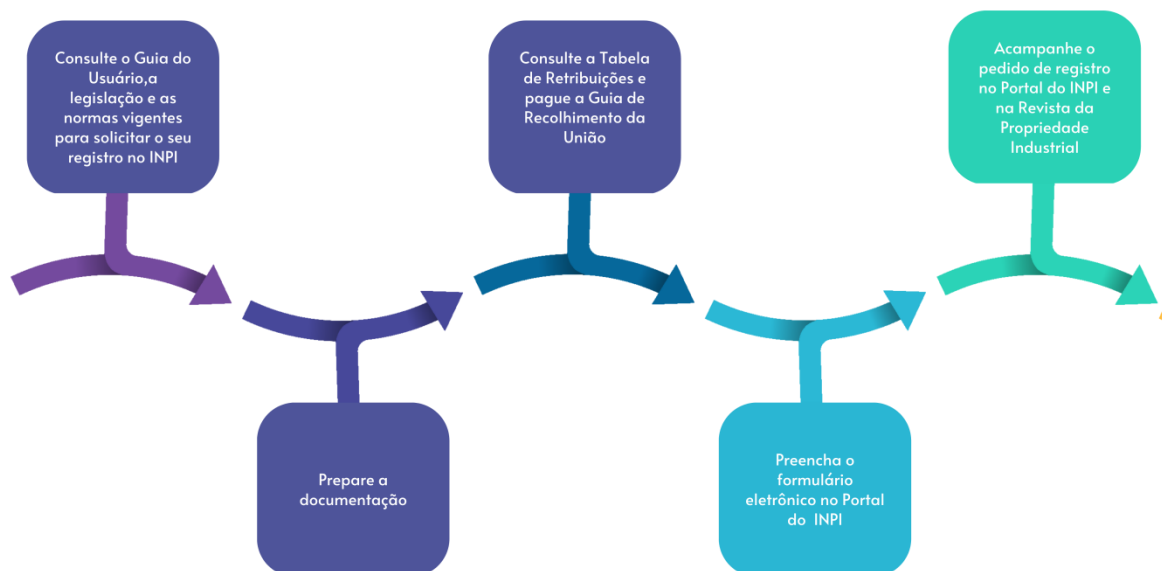 Consulte o Guia do
Usuário,a
legislação e as
normas vigentes
para solicitar o seu
registro no INPI
Prepare a
documentação
Consulte a Tabela
de Retribuições e
pague a Guia de
Recolhimento da
União
Preencha o
formulário
eletrônico no Portal
do INPI
Acampanhe o
pedido de registro
no Portal do INPI e
na Revista da
Propriedade
Industrial